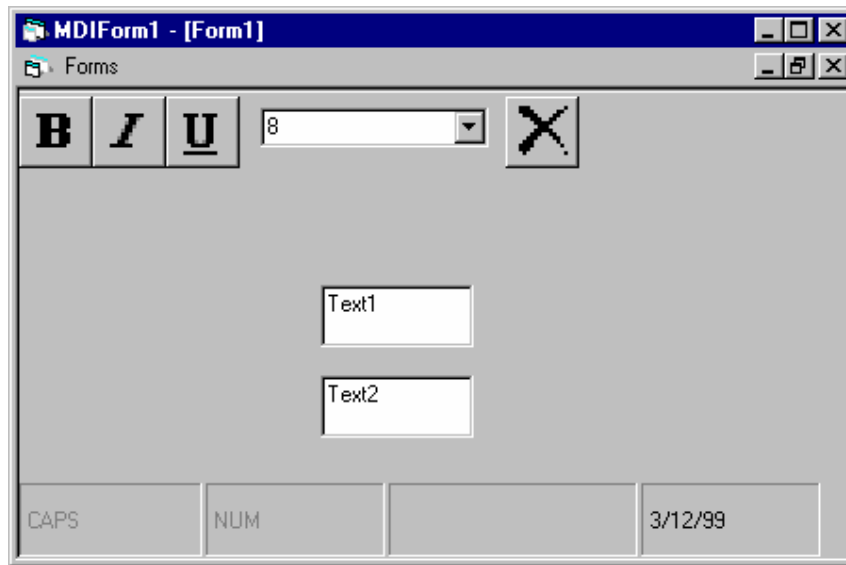 MDIForm1 - [Form1]
Forms
B I U 8
Text1
Text2
CAPS NUM 3/12/99